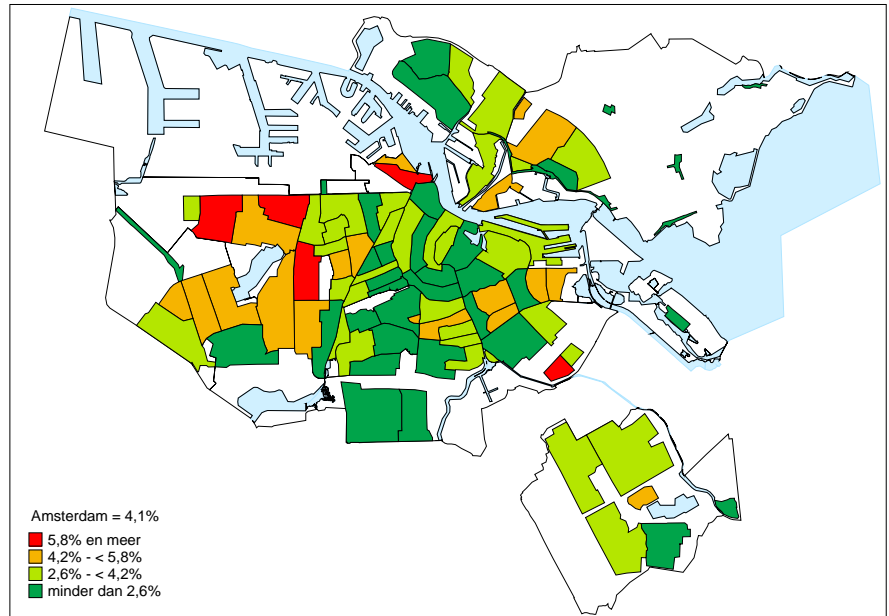 Amsterdam = 4,1%
5,8% en meer
4,2% - < 5,8%
2,6% - < 4,2%
minder dan 2,6%